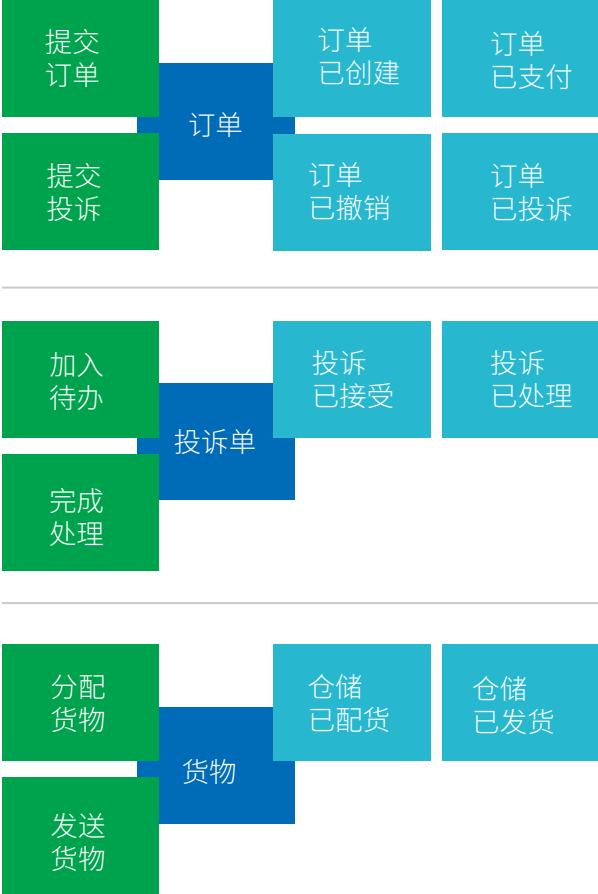 提交
订单
提交
投诉
订单
订单
已创建
订单
已支付
订单
已撤销
订单
已投诉
加入
待办
完成
处理
投诉单
投诉
已接受
投诉
已处理
分配
货物
发送
货物
货物
仓储
已配货
仓储
已发货